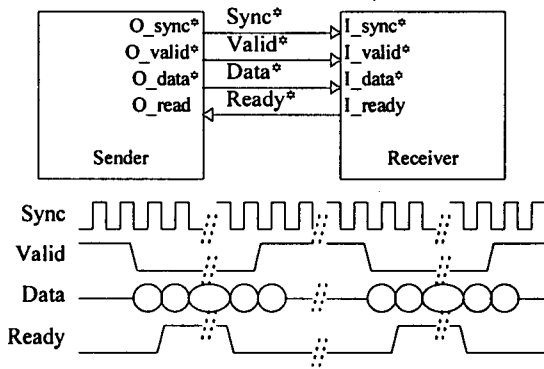 O_sync* Sync* I_sync*
O_valid* Valid* I_valid*
O_data* Data* I_data*
O_read Ready* I_ready
Sender Receiver
Sync
Valid
Data
Ready